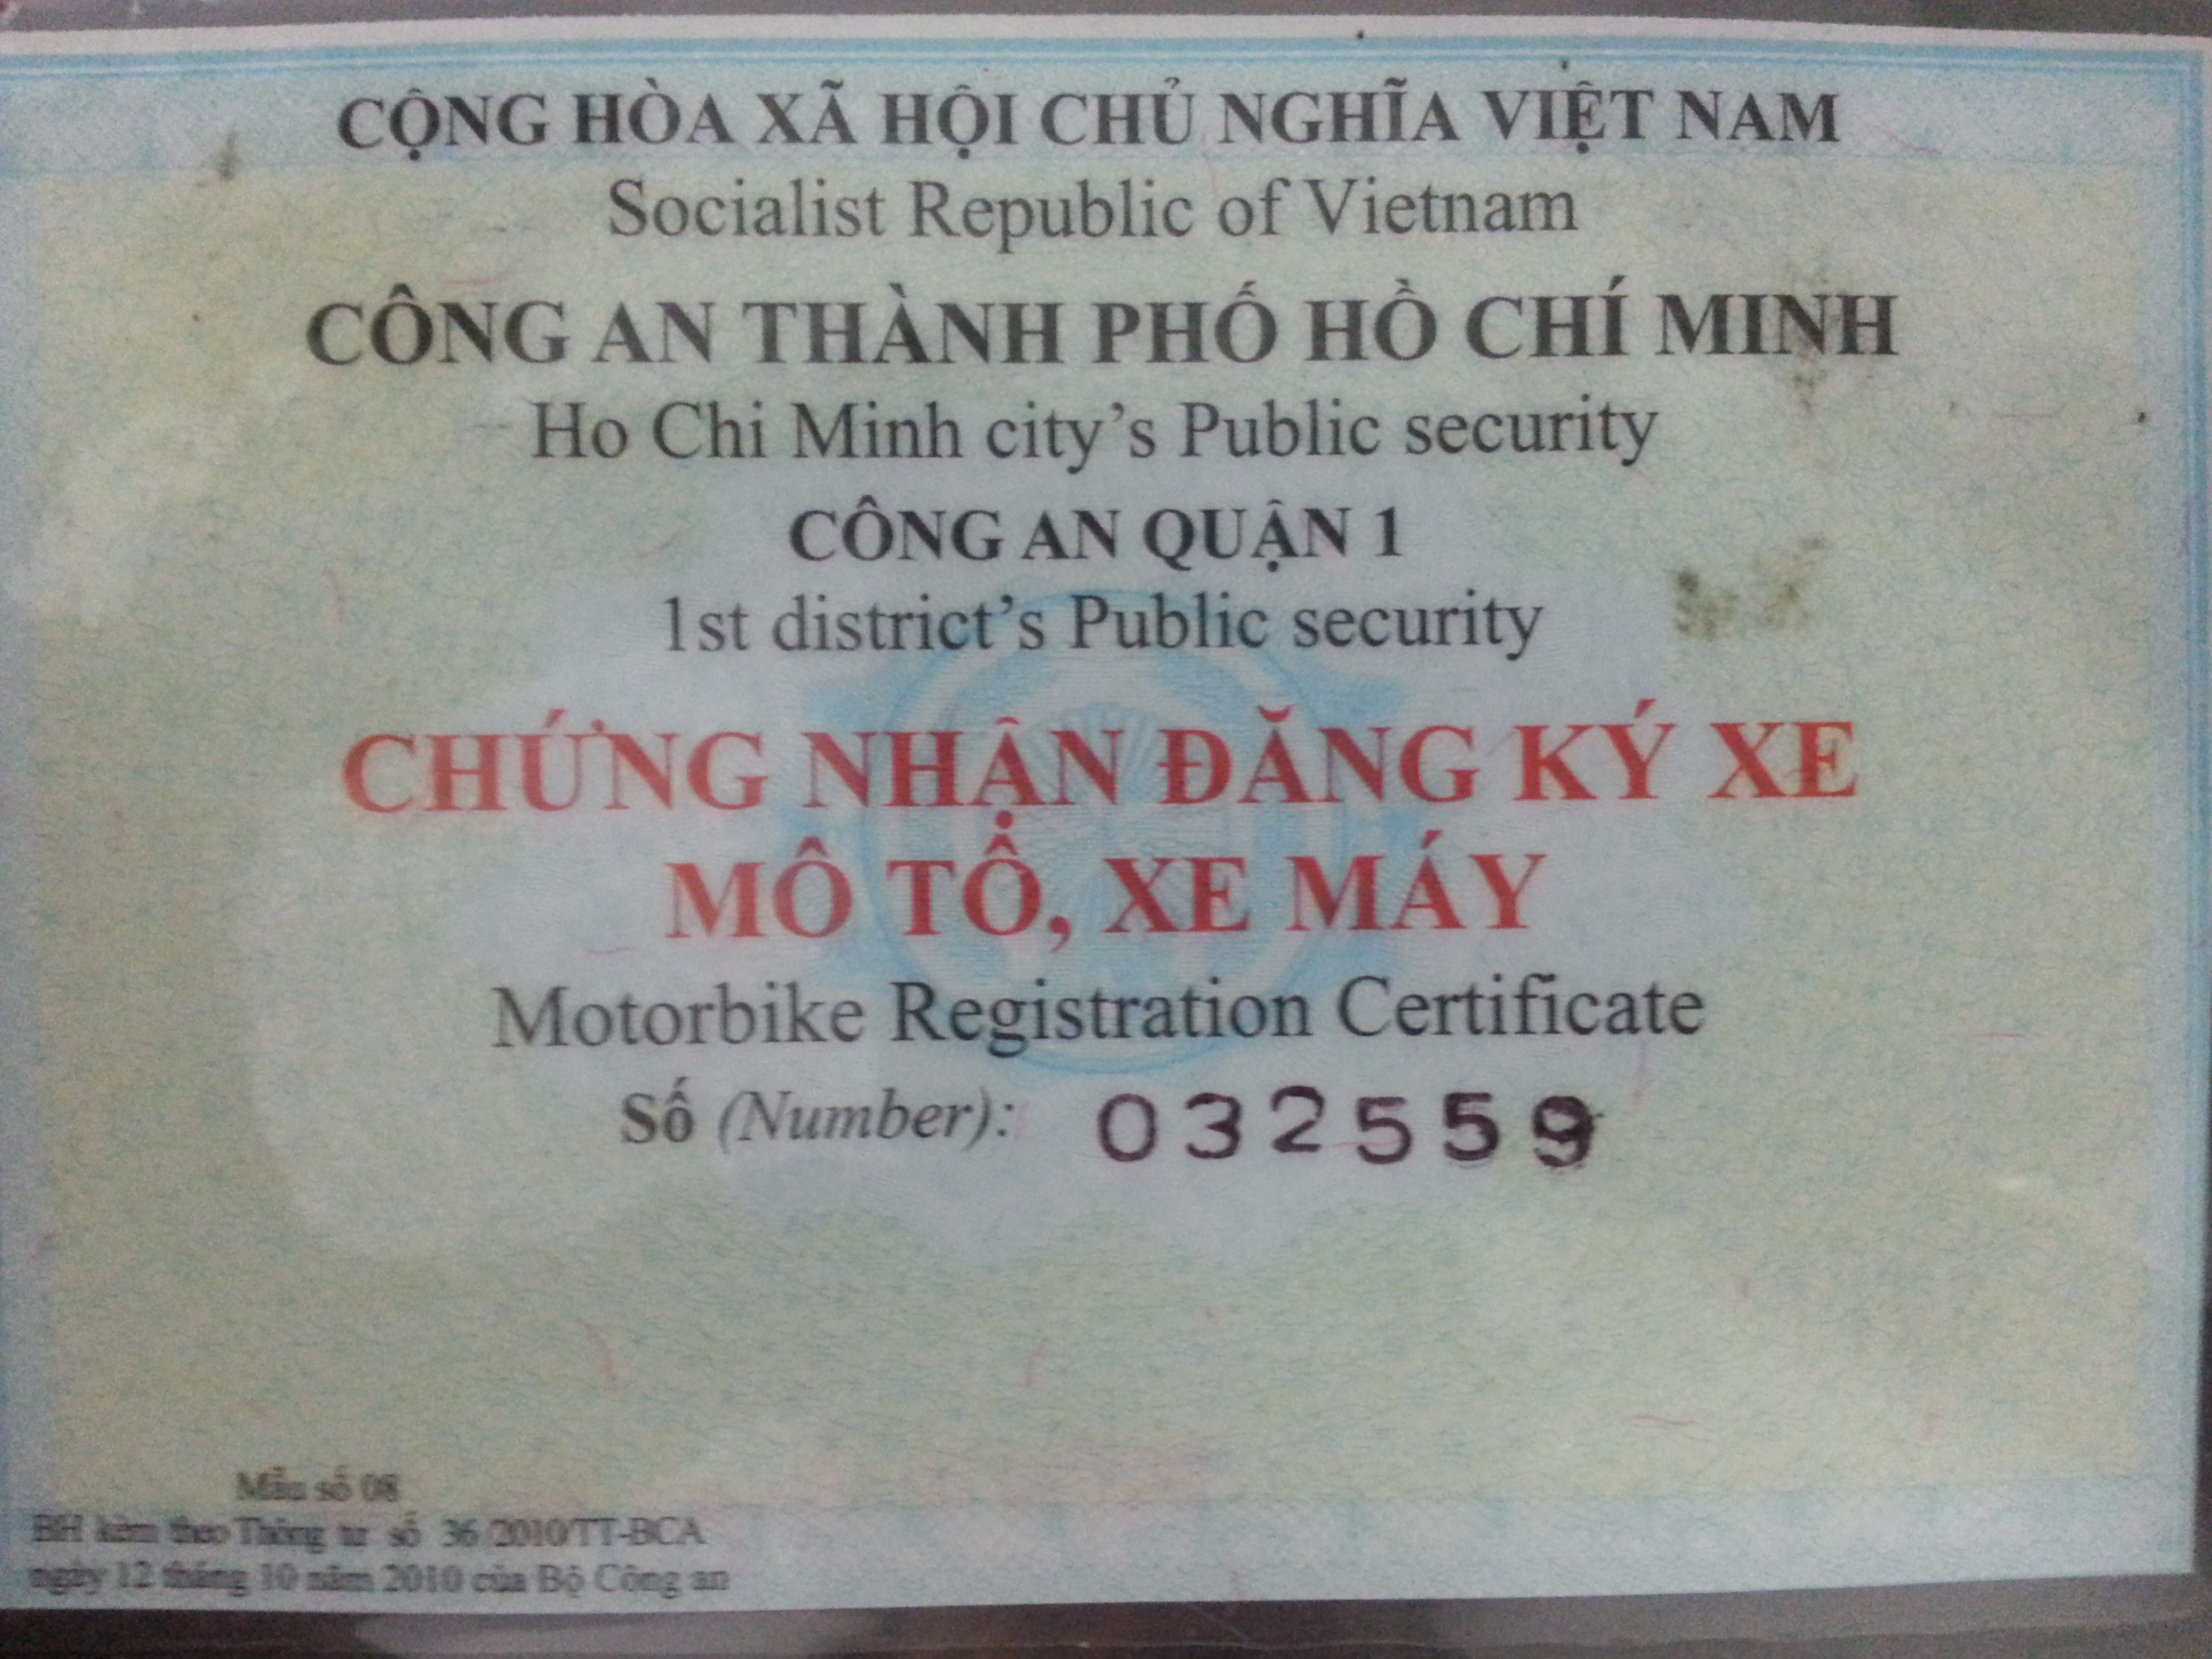 CỘNG HÒA XÃ HỘI CHỦ NGHĨA VIỆT NAM
Socialist Republic of Vietnam
CÔNG AN THÀNH PHỐ HỒ CHÍ MINH
Ho Chi Minh city’s Public security
CÔNG AN QUẬN 1
1st district’s Public security
CHỨNG NHẬN ĐĂNG KÝ XE
MÔ TÔ, XE MÁY
Motorbike Registration Certificate
Số (Number): 032559
Mẫu số 08
BH kèm theo Thông tư số 36/2010/TT-BCA
ngày 12 tháng 10 năm 2010 của Bộ Công an